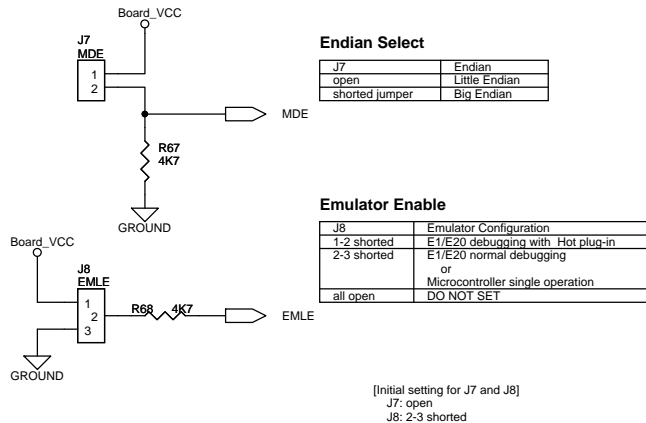 Board_VCC
J7
MDE
1
2
MDE
R67
4K7
GROUND
Endian Select
J7 Endian
open Little Endian
shorted jumper Big Endian
Board_VCC
J8
EMLE
1
2
3
R68 4K7
EMLE
GROUND
Emulator Enable
J8 Emulator Configuration
1-2 shorted E1/E20 debugging with Hot plug-in
2-3 shorted E1/E20 normal debugging
or
Microcontroller single operation
all open DO NOT SET
[Initial setting for J7 and J8]
J7: open
J8: 2-3 shorted